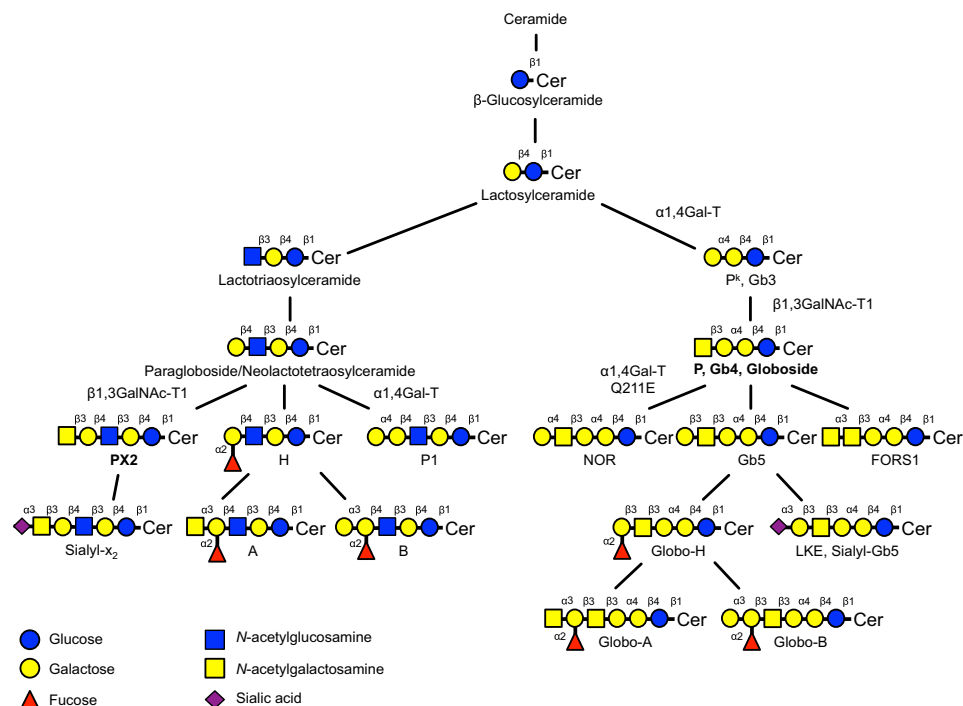 Ceramide
β1
Cer
β-Glucosylceramide
β4 β1
Cer
Lactosylceramide
α1,4Gal-T
β3 β4 β1
Cer
Lactotriaosylceramide
α4 β4 β1
Cer
Pᵏ, Gb3
β1,3GalNAc-T1
β4 β3 β4 β1
Cer
Paragloboside/Neolactotetraosylceramide
β3 α4 β4 β1
Cer
P, Gb4, Globoside
β1,3GalNAc-T1
α1,4Gal-T
α1,4Gal-T
Q211E
β3 β4 β3 β4 β1
Cer
PX2
β4 β3 β4 β1
α2
Cer
H
α4 β4 β3 β4 β1
Cer
P1
α4 β3 α4 β4 β1
Cer
NOR
β3 β3 α4 β4 β1
Cer
Gb5
α3 β3 α4 β4 β1
Cer
FORS1
α3 β3 β4 β3 β4 β1
Cer
Sialyl-x₂
α3 β4 β3 β4 β1
α2
Cer
A
α3 β4 β3 β4 β1
α2
Cer
B
β3 β3 α4 β4 β1
α2
Cer
Globo-H
α3 β3 β3 α4 β4 β1
Cer
LKE, Sialyl-Gb5
α3 β3 β3 α4 β4 β1
α2
Cer
Globo-A
α3 β3 β3 α4 β4 β1
α2
Cer
Globo-B
Glucose
N-acetylglucosamine
Galactose
N-acetylgalactosamine
Fucose
Sialic acid